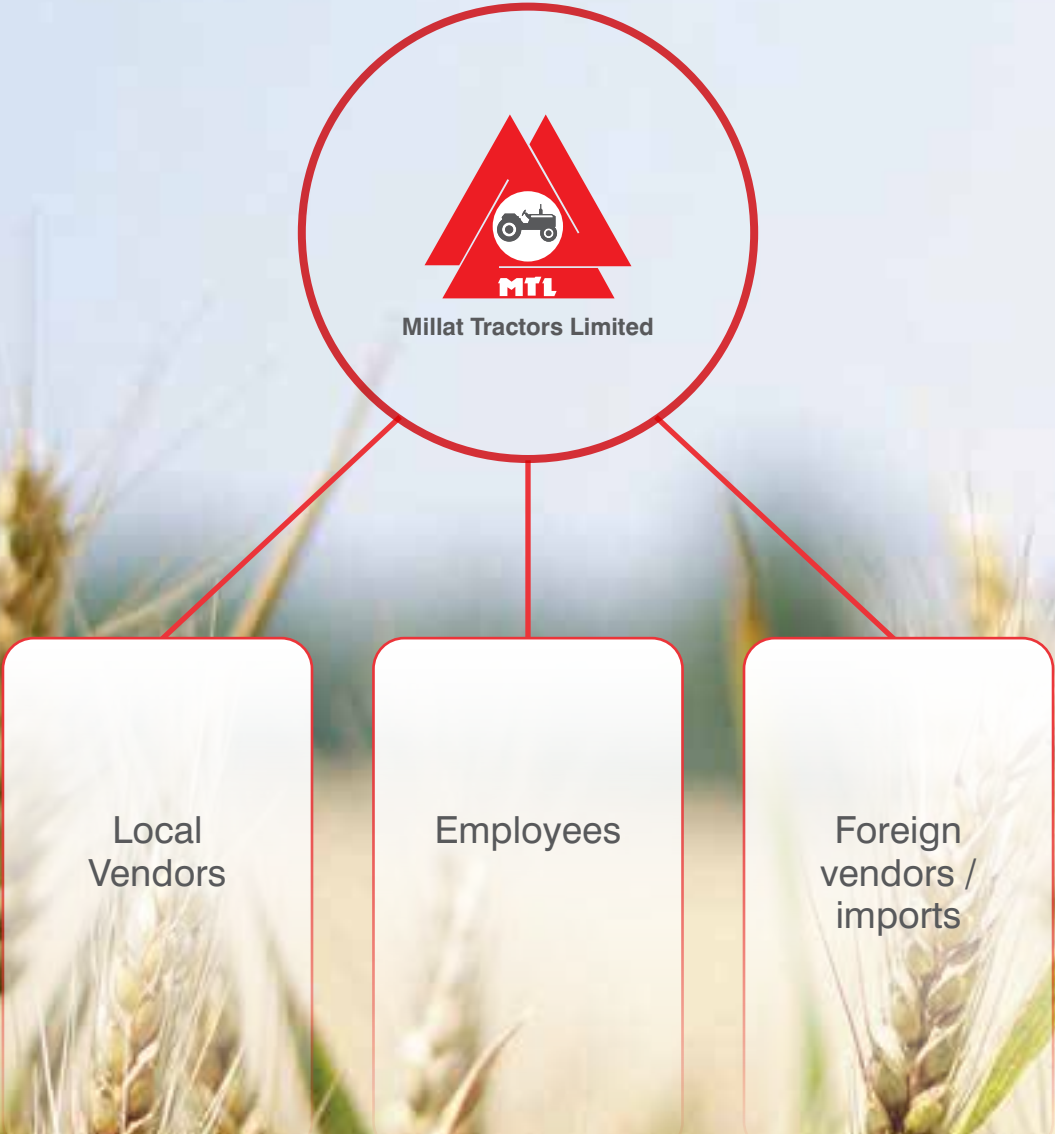 MTL
Millat Tractors Limited
Local
Vendors
Employees
Foreign
vendors /
imports